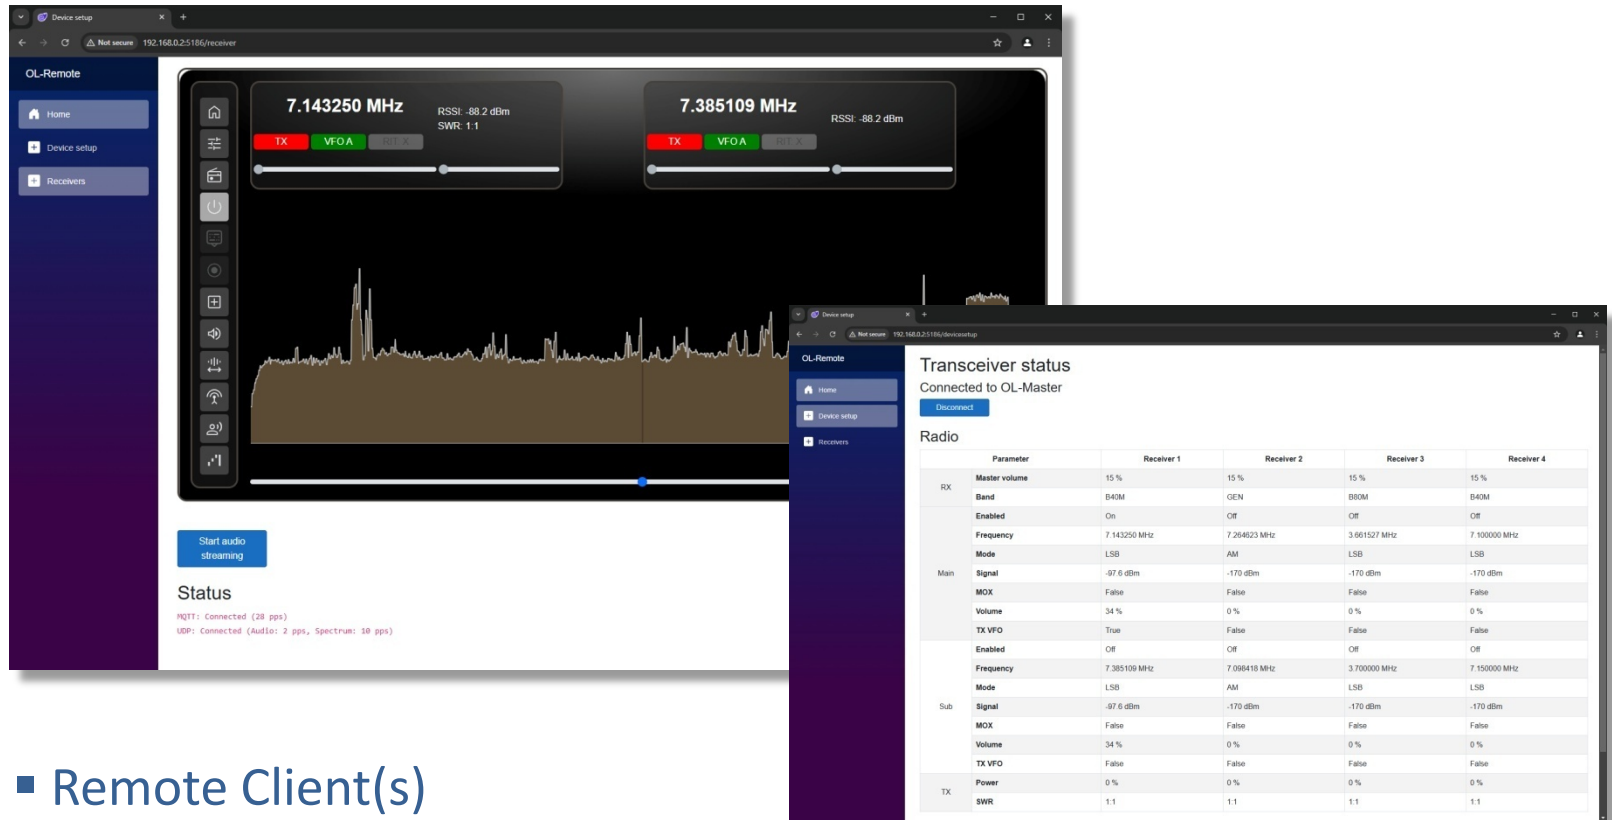 Device setup
Not secure 192.168.0.2:5186/receiver
OL-Remote
Home
Device setup
Receivers
7.143250 MHz
RSSI: -88.2 dBm
SWR: 1:1
TX VFO A RIT X
7.385109 MHz
RSSI: -88.2 dBm
TX VFO A RIT X
Start audio
streaming
Status
MQTT: Connected (28 pps)
UDP: Connected (Audio: 2 pps, Spectrum: 10 pps)
Device setup
Not secure 192.168.0.2:5186/devicesetup
OL-Remote
Home
Device setup
Receivers
Transceiver status
Connected to OL-Master
Disconnect
Radio
Parameter Receiver 1 Receiver 2 Receiver 3 Receiver 4
RX
Master volume 15 % 15 % 15 % 15 %
Band B40M GEN B80M B40M
Main
Enabled On Off Off Off
Frequency 7.143250 MHz 7.264623 MHz 3.661527 MHz 7.100000 MHz
Mode LSB AM LSB LSB
Signal -97.6 dBm -170 dBm -170 dBm -170 dBm
MOX False False False False
Volume 34 % 0 % 0 % 0 %
TX VFO True False False False
Sub
Enabled Off Off Off Off
Frequency 7.385109 MHz 7.098418 MHz 3.700000 MHz 7.150000 MHz
Mode LSB AM LSB LSB
Signal -97.6 dBm -170 dBm -170 dBm -170 dBm
MOX False False False False
Volume 34 % 0 % 0 % 0 %
TX VFO False False False False
TX
Power 0 % 0 % 0 % 0 %
SWR 1:1 1:1 1:1 1:1
▪ Remote Client(s)